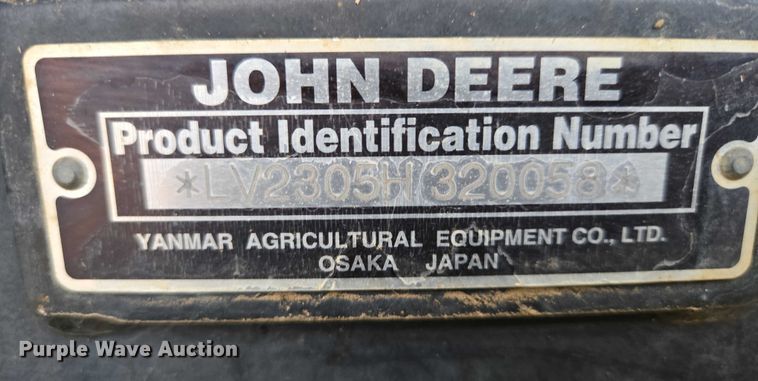 JOHN DEERE
Product Identification Number
*LV2305H320058*
YANMAR AGRICULTURAL EQUIPMENT CO., LTD.
OSAKA JAPAN
Purple Wave Auction